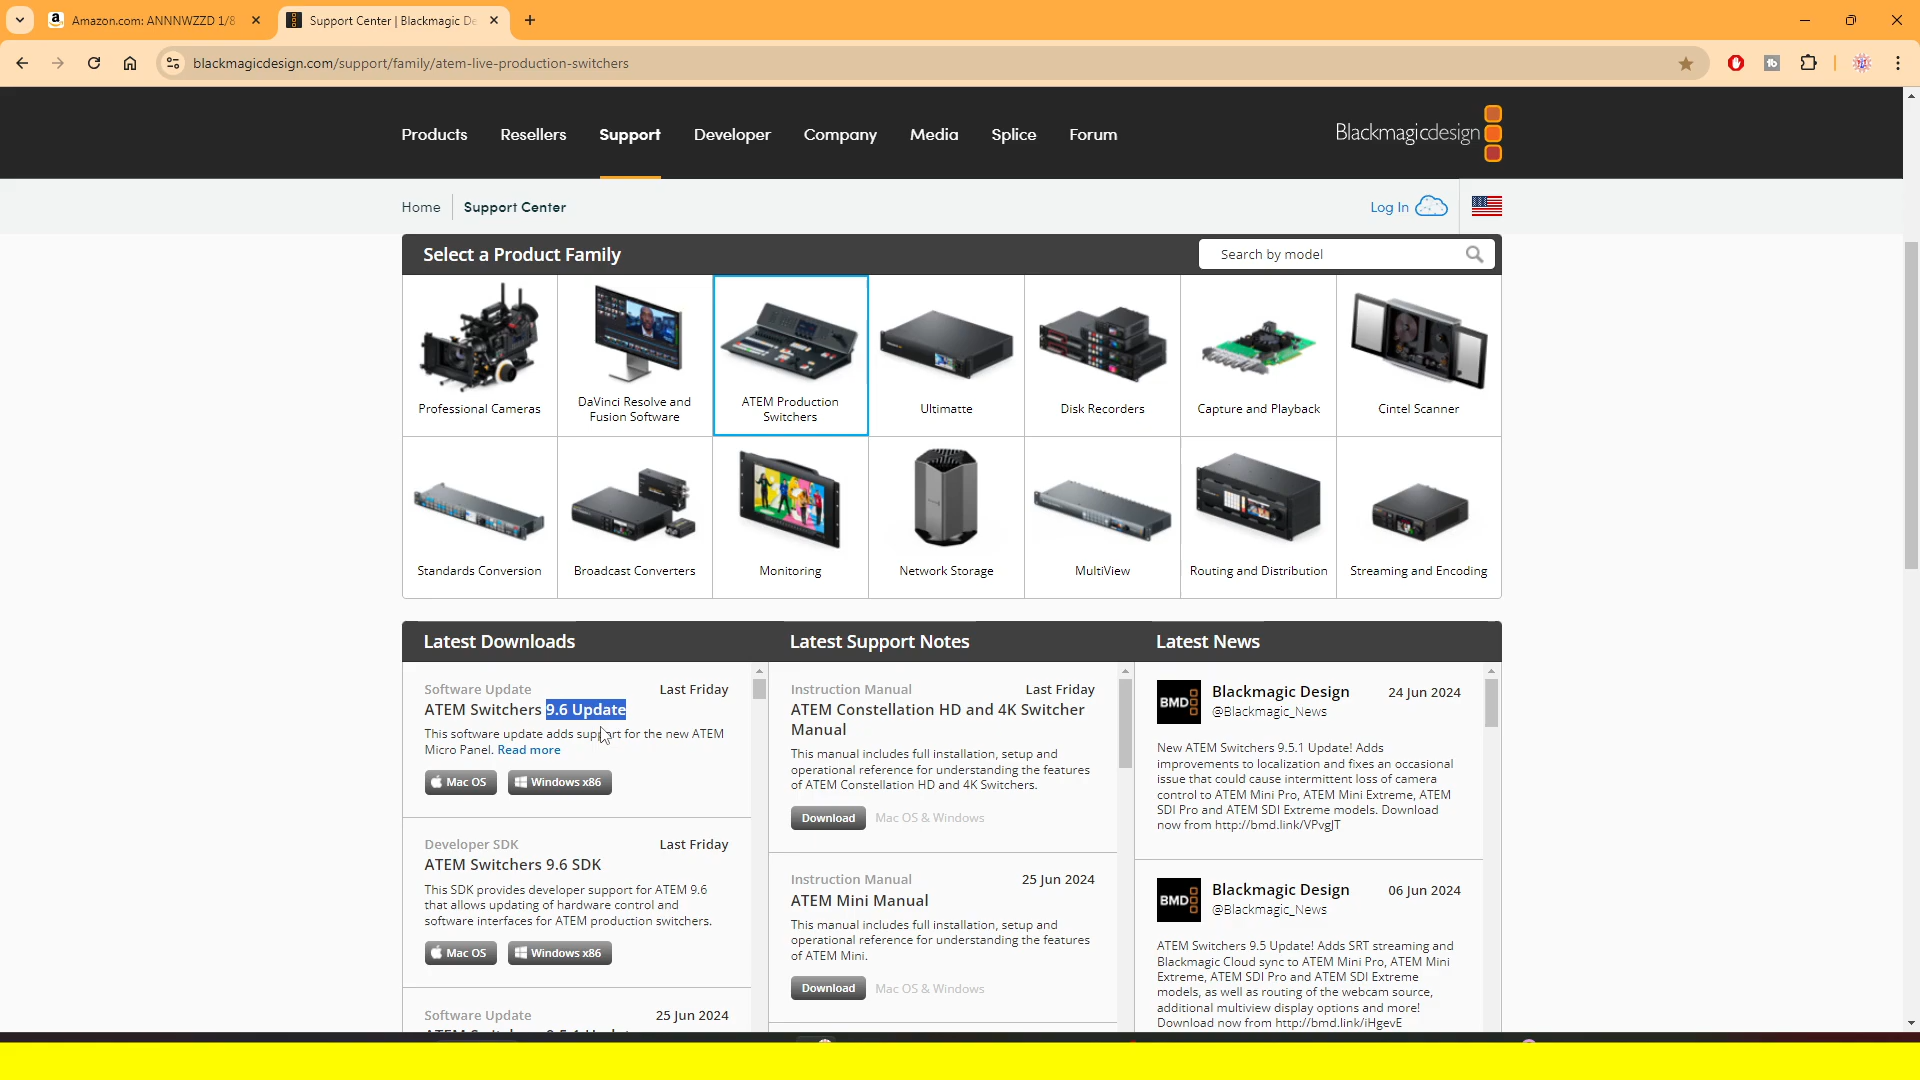 Amazon.com: ANNNWZZD 1/8
Support Center | Blackmagic De
blackmagicdesign.com/support/family/atem-live-production-switchers
Products Resellers Support Developer Company Media Splice Forum
Blackmagicdesign
Home Support Center
Log In
Select a Product Family
Search by model
Professional Cameras
DaVinci Resolve and
Fusion Software
ATEM Production
Switchers
Ultimatte
Disk Recorders
Capture and Playback
Cintel Scanner
Standards Conversion
Broadcast Converters
Monitoring
Network Storage
MultiView
Routing and Distribution
Streaming and Encoding
Latest Downloads
Software Update Last Friday
ATEM Switchers 9.6 Update
This software update adds support for the new ATEM
Micro Panel. Read more
Mac OS Windows x86
Developer SDK Last Friday
ATEM Switchers 9.6 SDK
This SDK provides developer support for ATEM 9.6
that allows updating of hardware control and
software interfaces for ATEM production switchers.
Mac OS Windows x86
Software Update 25 Jun 2024
Latest Support Notes
Instruction Manual Last Friday
ATEM Constellation HD and 4K Switcher
Manual
This manual includes full installation, setup and
operational reference for understanding the features
of ATEM Constellation HD and 4K Switchers.
Download Mac OS & Windows
Instruction Manual 25 Jun 2024
ATEM Mini Manual
This manual includes full installation, setup and
operational reference for understanding the features
of ATEM Mini.
Download Mac OS & Windows
Latest News
BMD
Blackmagic Design 24 Jun 2024
@Blackmagic_News
New ATEM Switchers 9.5.1 Update! Adds
improvements to localization and fixes an occasional
issue that could cause intermittent loss of camera
control to ATEM Mini Pro, ATEM Mini Extreme, ATEM
SDI Pro and ATEM SDI Extreme models. Download
now from http://bmd.link/VPvgJT
BMD
Blackmagic Design 06 Jun 2024
@Blackmagic_News
ATEM Switchers 9.5 Update! Adds SRT streaming and
Blackmagic Cloud sync to ATEM Mini Pro, ATEM Mini
Extreme, ATEM SDI Pro and ATEM SDI Extreme
models, as well as routing of the webcam source,
additional multiview display options and more!
Download now from http://bmd.link/iHgevE